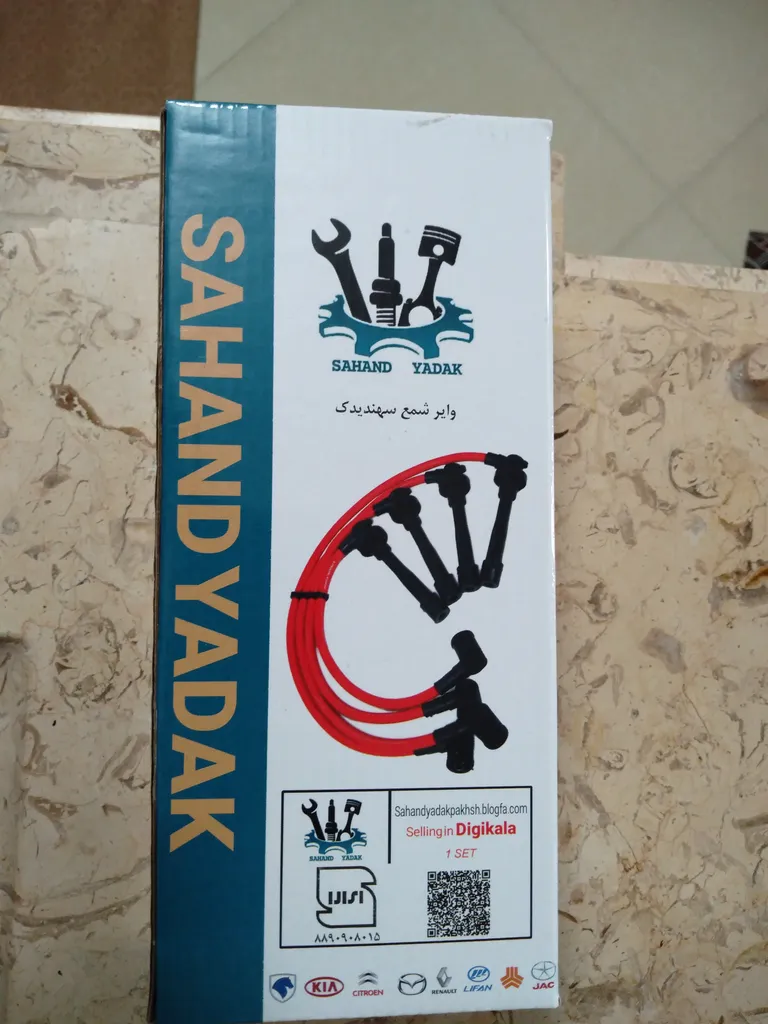 SAHAND YADAK
SAHAND YADAK
وایر شمع سهندیدک
Sahandyadakpakhsh.blogfa.com
Selling in Digikala
1 SET
SAHAND YADAK
۸۸۹۰۹۰۸۰۱۵
KIA
CITROEN
RENAULT
LIFAN
JAC